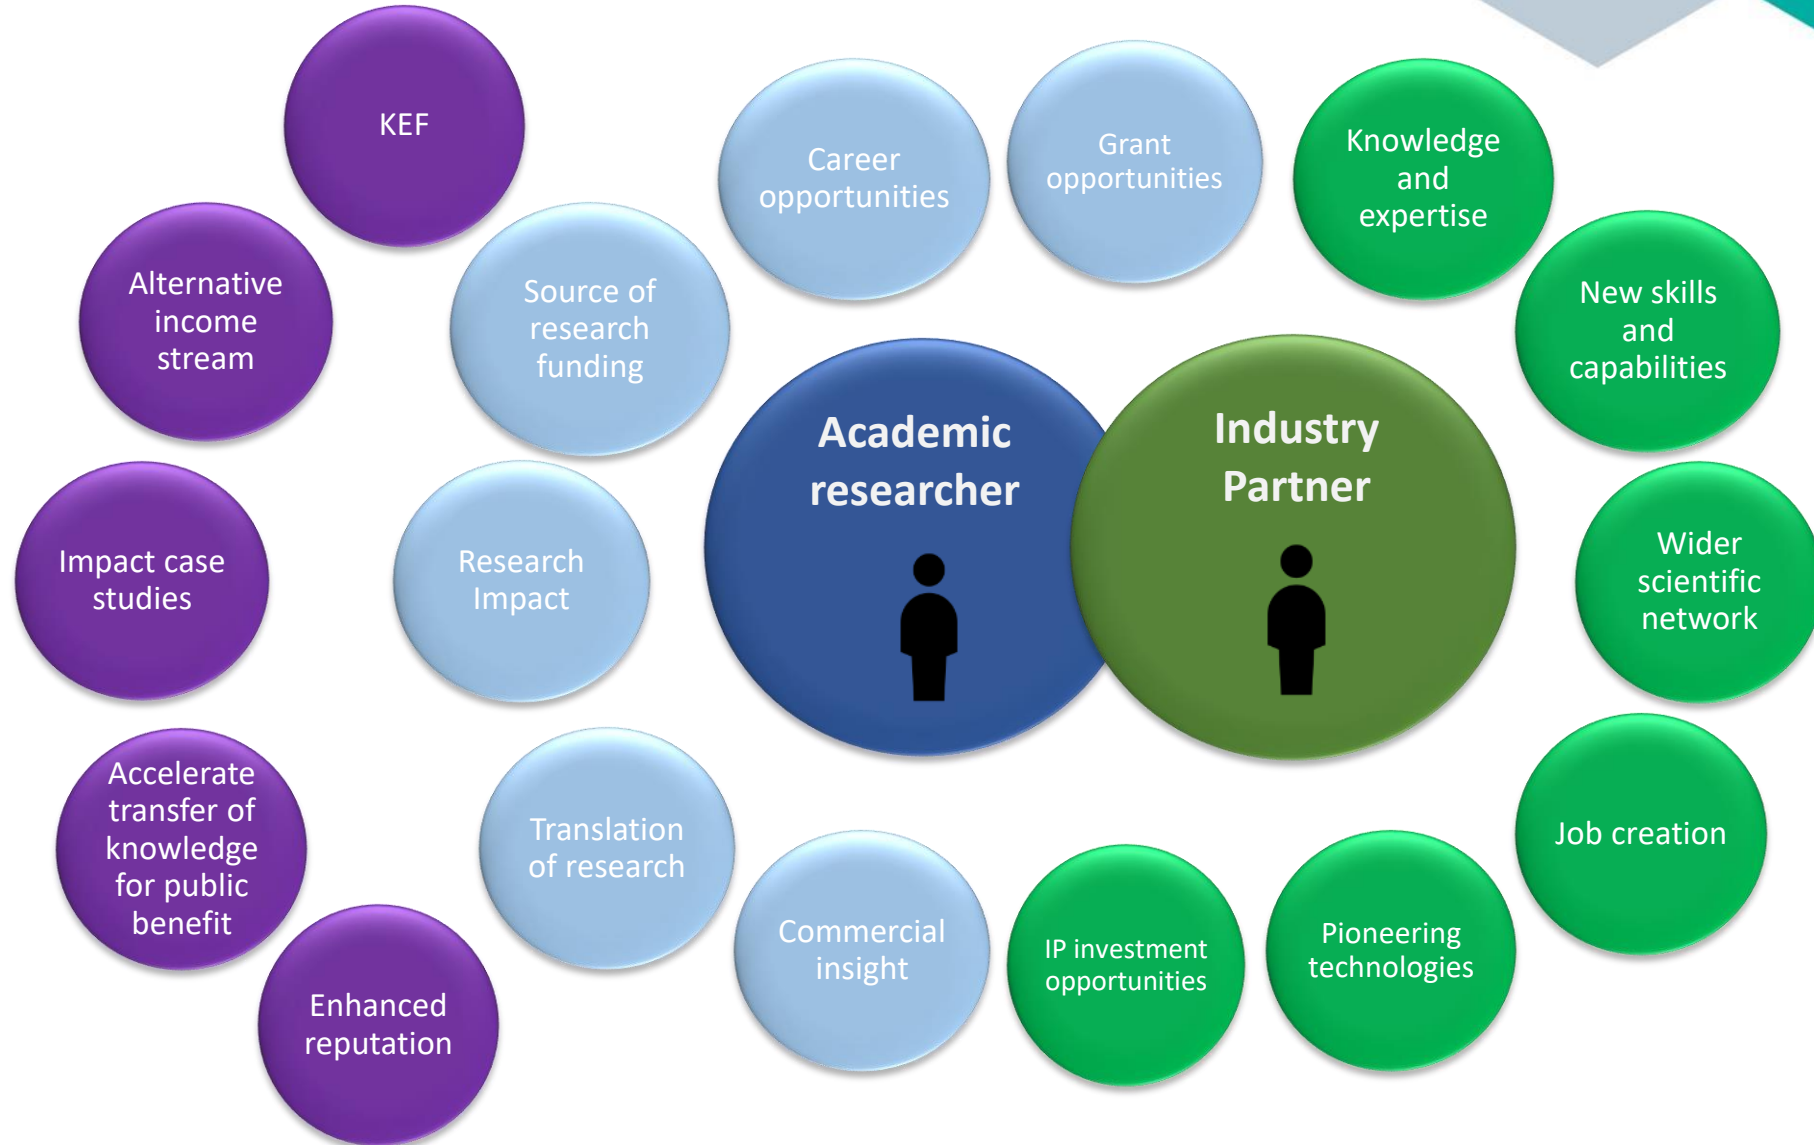 KEF
Alternative
income
stream
Impact case
studies
Accelerate
transfer of
knowledge
for public
benefit
Enhanced
reputation
Career
opportunities
Grant
opportunities
Source of
research
funding
Research
Impact
Translation
of research
Commercial
insight
Academic
researcher
Industry
Partner
Knowledge
and
expertise
New skills
and
capabilities
Wider
scientific
network
Job creation
Pioneering
technologies
IP investment
opportunities